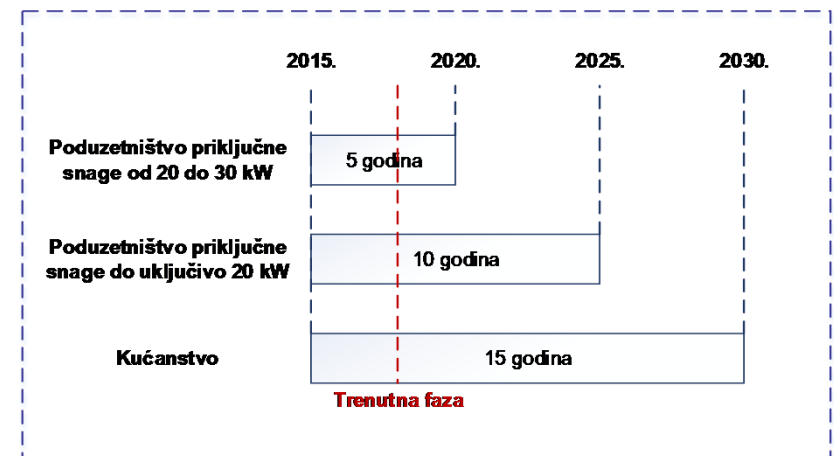 2015. 2020. 2025. 2030.
Poduzetništvo priključne
snage od 20 do 30 kW
5 godina
Poduzetništvo priključne
snage do uključivo 20 kW
10 godina
Kućanstvo
15 godina
Trenutna faza